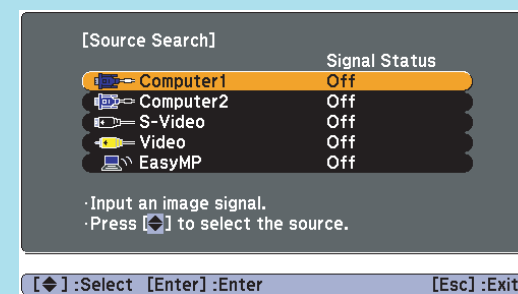 [Source Search]
Signal Status
Computer1 Off
Computer2 Off
S-Video Off
Video Off
EasyMP Off
·Input an image signal.
·Press [◆] to select the source.
[◆] :Select [Enter] :Enter [Esc] :Exit